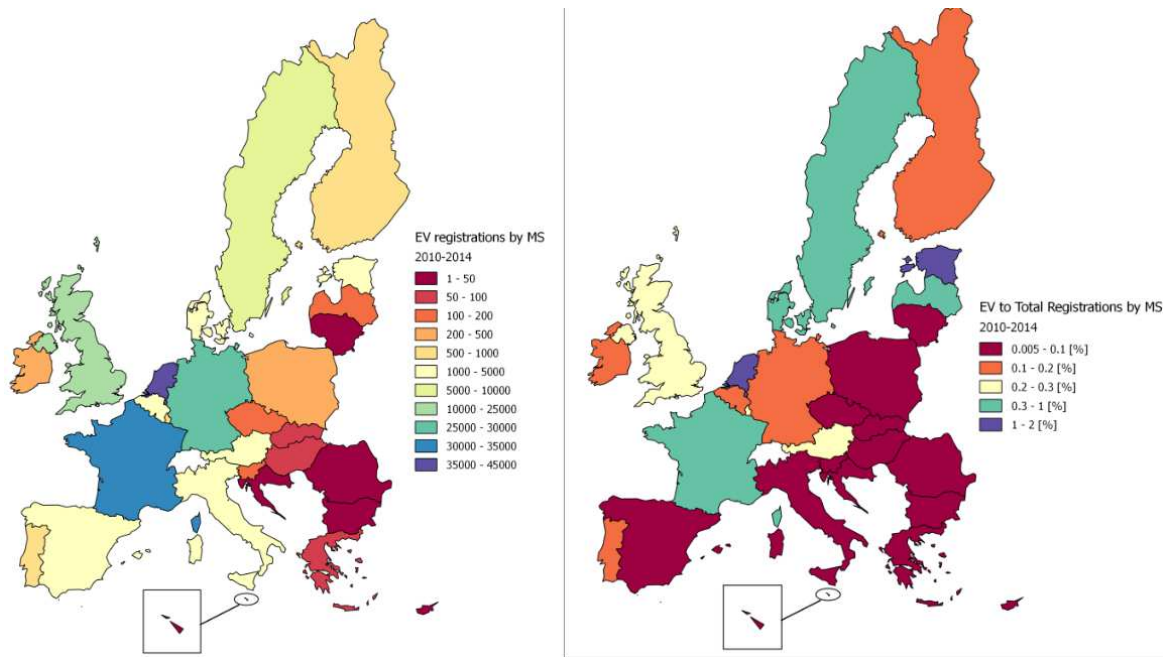 EV registrations by MS
2010-2014
1 - 50
50 - 100
100 - 200
200 - 500
500 - 1000
1000 - 5000
5000 - 10000
10000 - 25000
25000 - 30000
30000 - 35000
35000 - 45000
EV to Total Registrations by MS
2010-2014
0.005 - 0.1 [%]
0.1 - 0.2 [%]
0.2 - 0.3 [%]
0.3 - 1 [%]
1 - 2 [%]